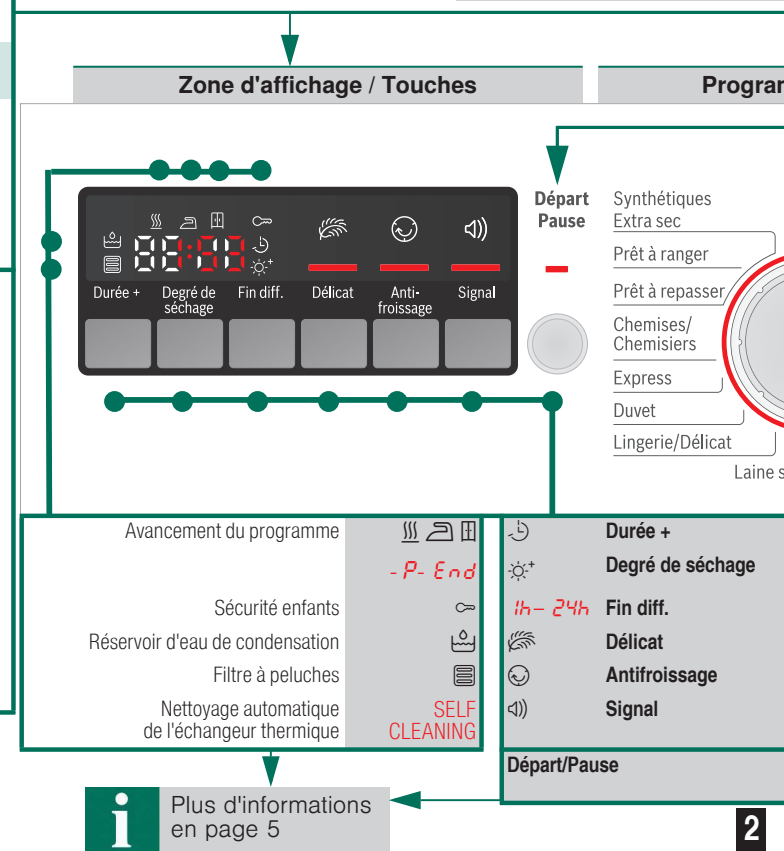 Zone d'affichage / Touches
Départ
Pause
Durée +
Degré de
séchage
Fin diff.
Délicat
Anti-
froissage
Signal
Synthétiques
Extra sec
Prêt à ranger
Prêt à repasser
Chemises/
Chemisiers
Express
Duvet
Lingerie/Délicat
Laine
Avancement du programme
-P- End
Sécurité enfants
Réservoir d'eau de condensation
Filtre à peluches
Nettoyage automatique
de l'échangeur thermique
SELF
CLEANING
Durée +
Degré de séchage
1h– 24h Fin diff.
Délicat
Antifroissage
Signal
Départ/Pause
i
Plus d'informations
en page 5
2